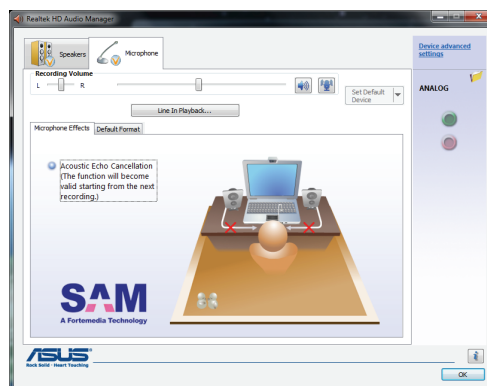 Realtek HD Audio Manager
Speakers
Microphone
Device advanced
settings
Recording Volume
L
R
Set Default
Device
ANALOG
Line In Playback...
Microphone Effects
Default Format
Acoustic Echo Cancellation
(The function will become
valid starting from the next
recording.)
SAM
A Fortemedia Technology
ASUS
Rock Solid · Heart Touching
i
OK